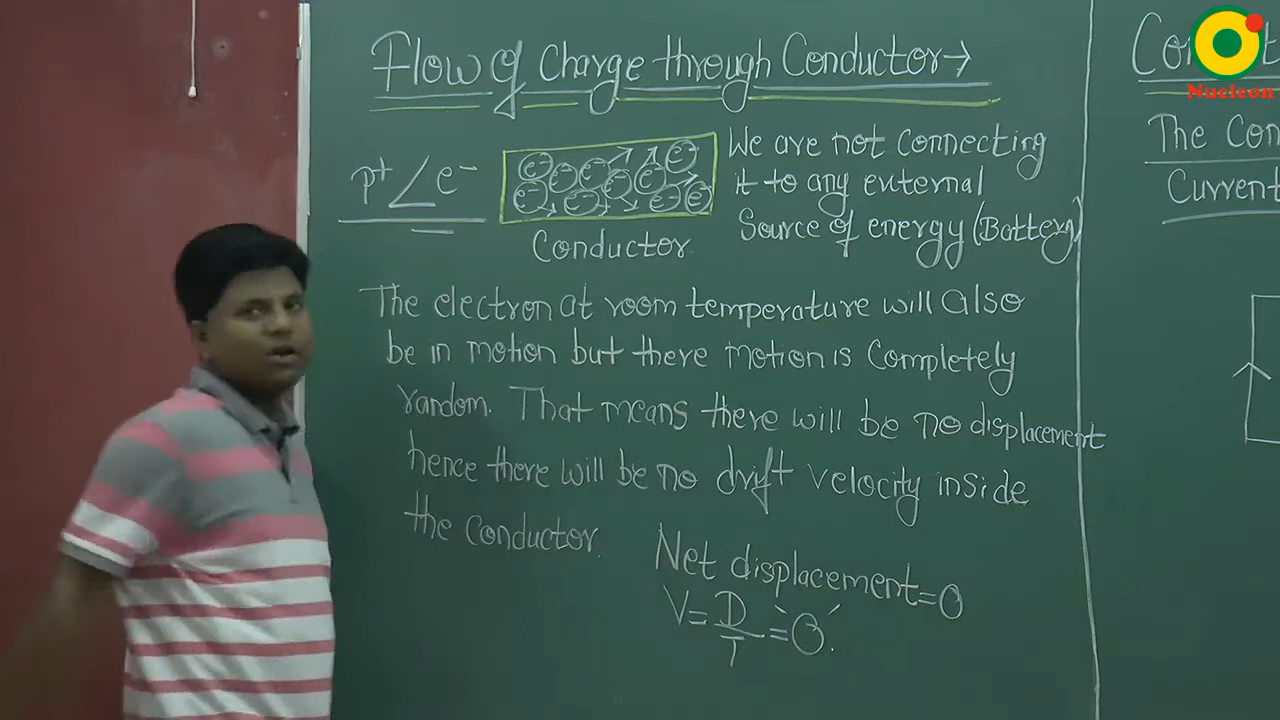 Flow of Charge through Conductor→
p+ ∠ e−
e− e− e− e− e− e− e− e− e− e−
We are not connecting
it to any external
Source of energy (Battery)
Conductor
The electron at room temperature will also
be in motion but there motion is Completely
random. That means there will be no displacement
hence there will be no drift velocity inside
the conductor.
Net displacement=0
V=D/T=0.
The Con
Current
Nucleon